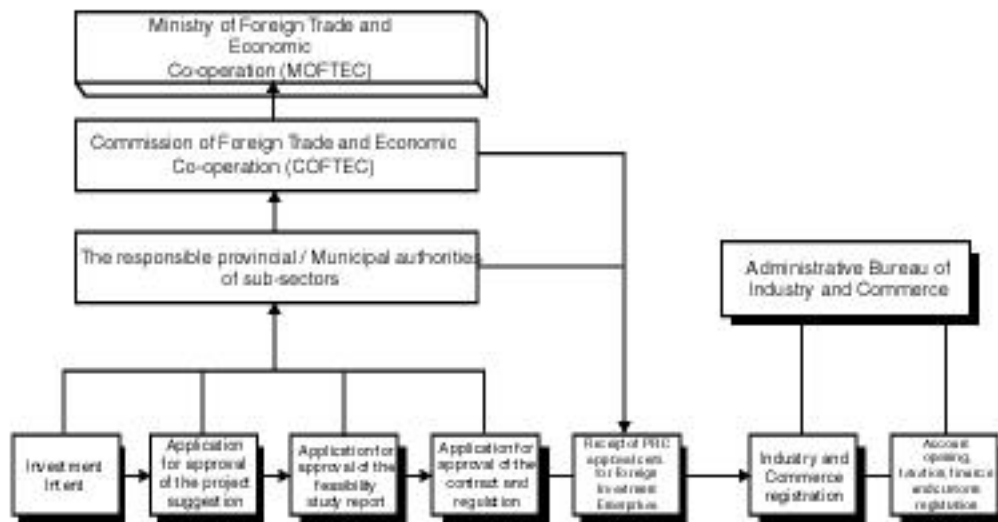 Ministry of Foreign Trade and
Economic
Co-operation (MOFTEC)
Commission of Foreign Trade and Economic
Co-operation (COFTEC)
The responsible provincial / Municipal authorities
of sub-sectors
Administrative Bureau of
Industry and Commerce
Investment
Intent
Application
for approval
of the project
suggestion
Application for
approval of the
feasibility
study report
Application for
approval of the
contract and
regulation
Receipt of PRC
approval cert.
for Foreign
Investment
Enterprises
Industry and
Commerce
registration
Account
opening,
taxation, finance
and customs
registration